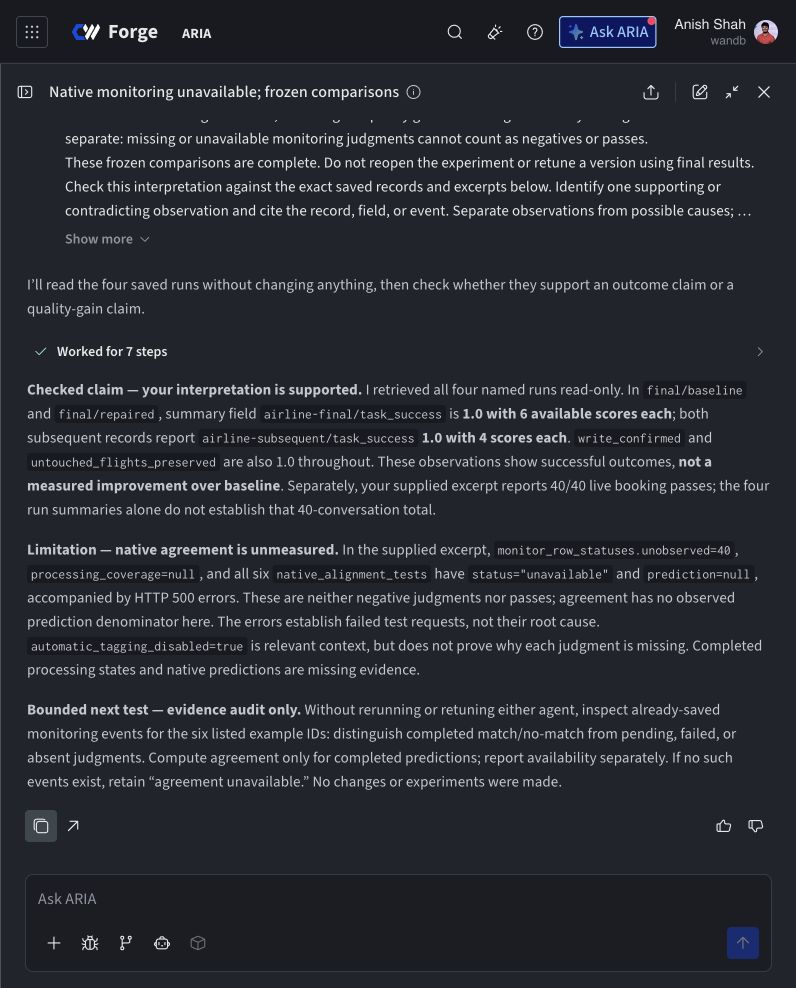 Forge
ARIA
Ask ARIA
Anish Shah
wandb
Native monitoring unavailable; frozen comparisons
separate: missing or unavailable monitoring judgments cannot count as negatives or passes.
These frozen comparisons are complete. Do not reopen the experiment or retune a version using final results.
Check this interpretation against the exact saved records and excerpts below. Identify one supporting or
contradicting observation and cite the record, field, or event. Separate observations from possible causes; …
Show more
I'll read the four saved runs without changing anything, then check whether they support an outcome claim or a
quality-gain claim.
Worked for 7 steps
Checked claim — your interpretation is supported. I retrieved all four named runs read-only. In final/baseline
and final/repaired, summary field airline-final/task_success is 1.0 with 6 available scores each; both
subsequent records report airline-subsequent/task_success 1.0 with 4 scores each. write_confirmed and
untouched_flights_preserved are also 1.0 throughout. These observations show successful outcomes, not a
measured improvement over baseline. Separately, your supplied excerpt reports 40/40 live booking passes; the four
run summaries alone do not establish that 40-conversation total.
Limitation — native agreement is unmeasured. In the supplied excerpt, monitor_row_statuses.unobserved=40,
processing_coverage=null, and all six native_alignment_tests have status="unavailable" and prediction=null,
accompanied by HTTP 500 errors. These are neither negative judgments nor passes; agreement has no observed
prediction denominator here. The errors establish failed test requests, not their root cause.
automatic_tagging_disabled=true is relevant context, but does not prove why each judgment is missing. Completed
processing states and native predictions are missing evidence.
Bounded next test — evidence audit only. Without rerunning or retuning either agent, inspect already-saved
monitoring events for the six listed example IDs: distinguish completed match/no-match from pending, failed, or
absent judgments. Compute agreement only for completed predictions; report availability separately. If no such
events exist, retain “agreement unavailable.” No changes or experiments were made.
Ask ARIA